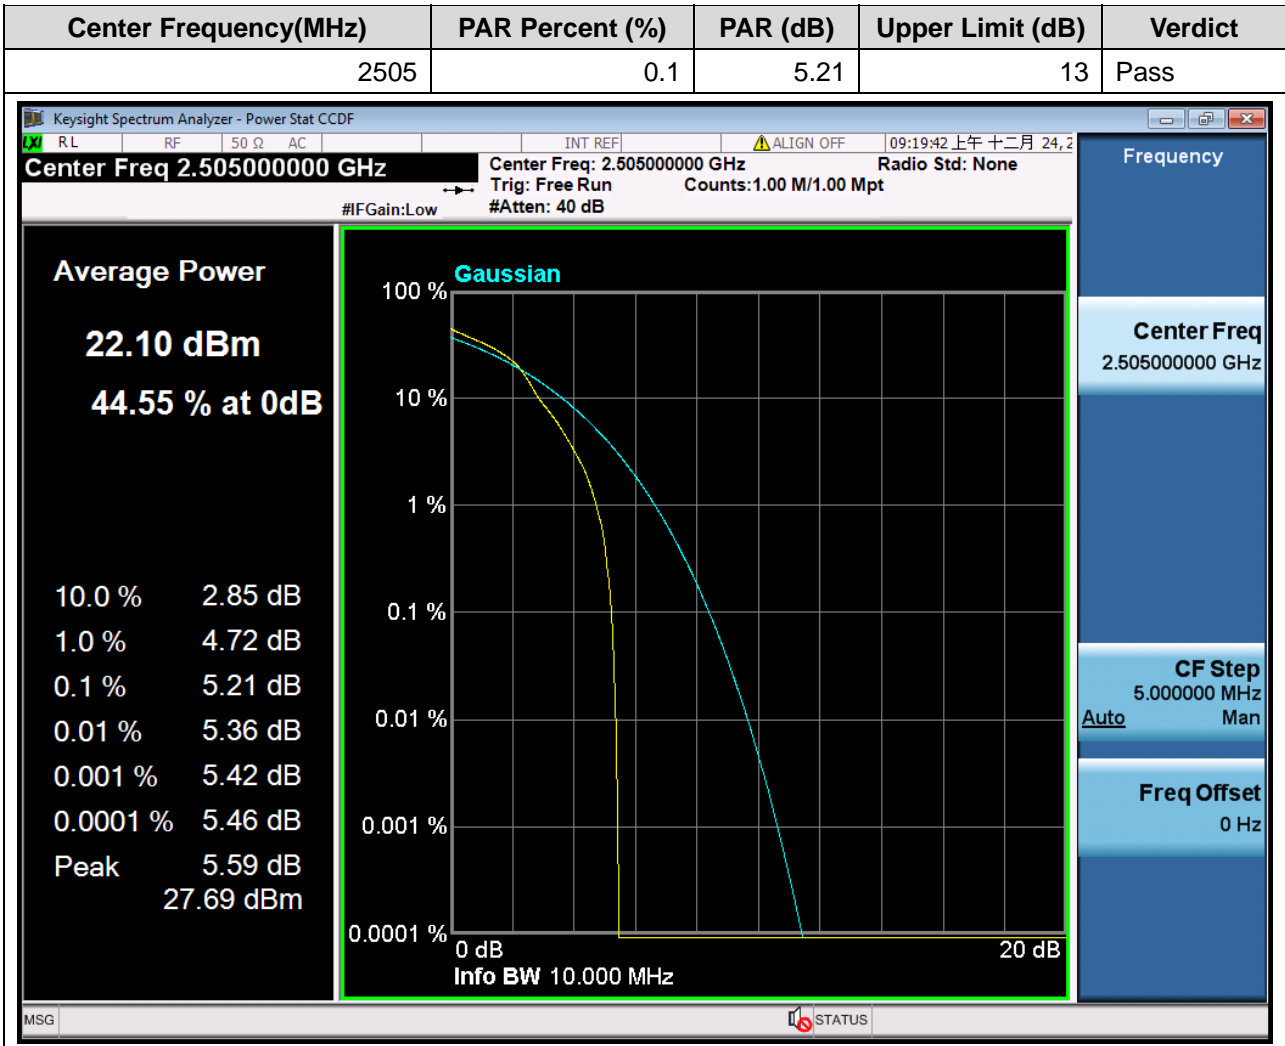 Center Frequency(MHz) PAR Percent (%) PAR (dB) Upper Limit (dB) Verdict
2505 0.1 5.21 13 Pass
Keysight Spectrum Analyzer - Power Stat CCDF
LXI RL RF 50 Ω AC INT REF ALIGN OFF 09:19:42 上午 十二月 24, 2
Center Freq 2.505000000 GHz
Center Freq: 2.505000000 GHz Radio Std: None
Trig: Free Run Counts:1.00 M/1.00 Mpt
#IFGain:Low #Atten: 40 dB
Average Power
22.10 dBm
44.55 % at 0dB
10.0 % 2.85 dB
1.0 % 4.72 dB
0.1 % 5.21 dB
0.01 % 5.36 dB
0.001 % 5.42 dB
0.0001 % 5.46 dB
Peak 5.59 dB
27.69 dBm
Gaussian
100 %
10 %
1 %
0.1 %
0.01 %
0.001 %
0.0001 %
0 dB 20 dB
Info BW 10.000 MHz
Frequency
Center Freq
2.505000000 GHz
CF Step
5.000000 MHz
Auto Man
Freq Offset
0 Hz
MSG STATUS